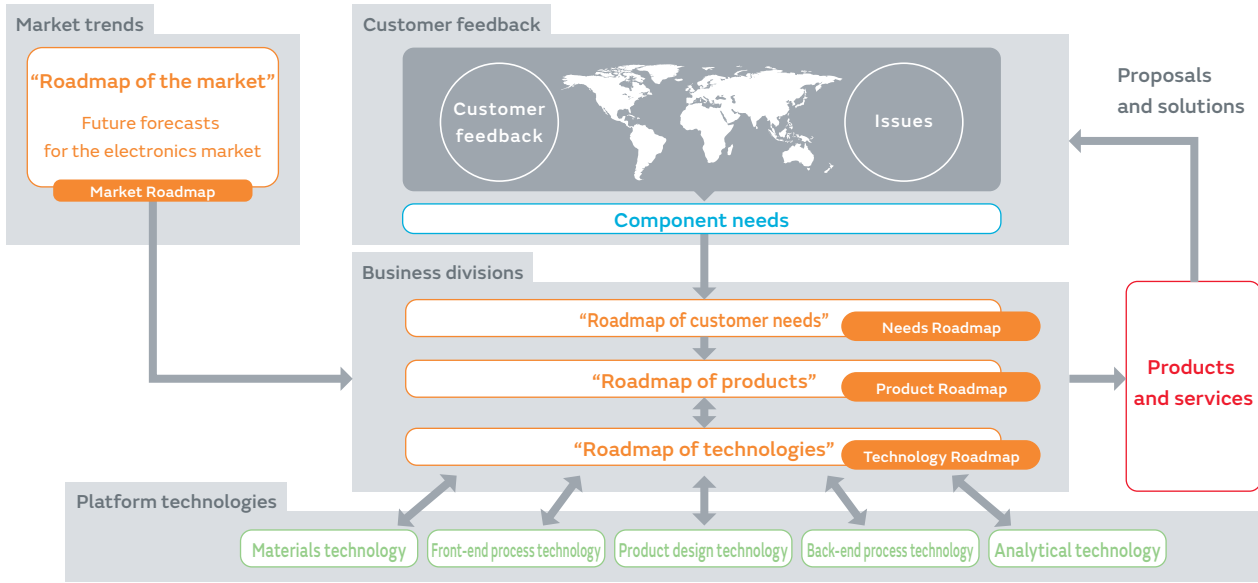 Market trends
“Roadmap of the market”
Future forecasts
for the electronics market
Market Roadmap
Customer feedback
Customer
feedback
Issues
Component needs
Proposals
and solutions
Business divisions
“Roadmap of customer needs”
Needs Roadmap
“Roadmap of products”
Product Roadmap
“Roadmap of technologies”
Technology Roadmap
Products
and services
Platform technologies
Materials technology
Front-end process technology
Product design technology
Back-end process technology
Analytical technology